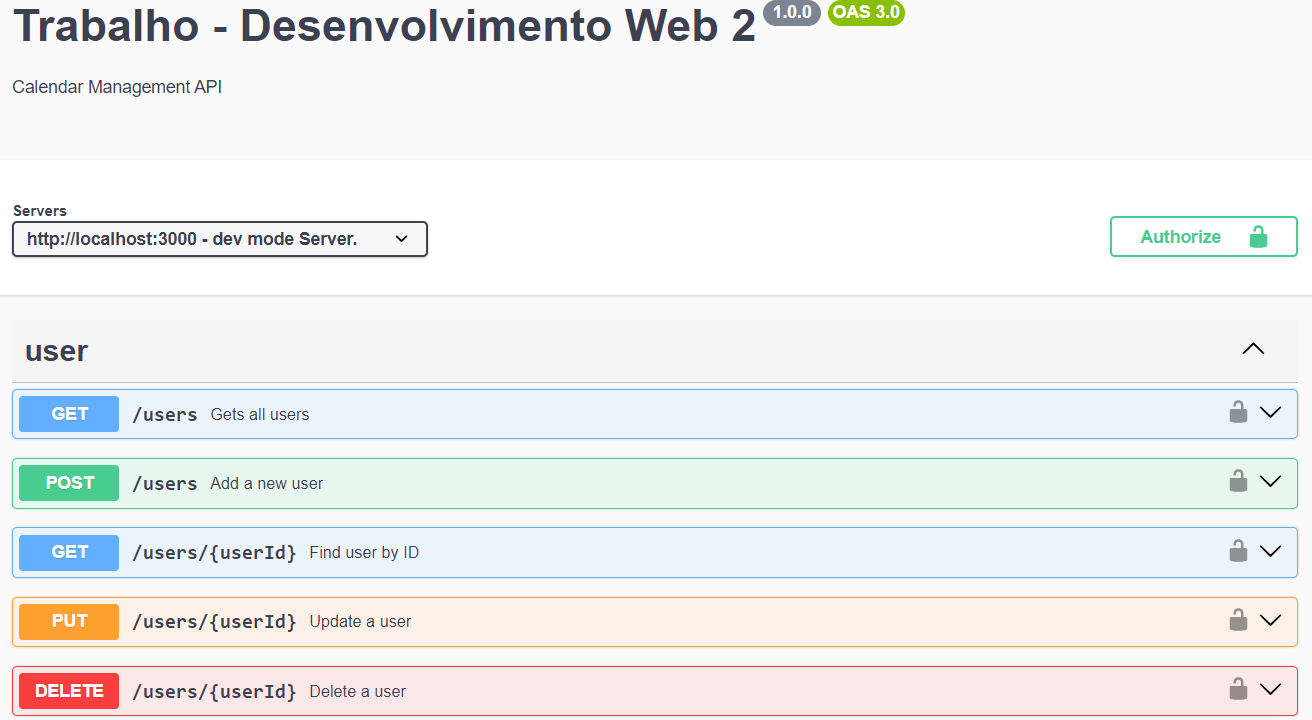 Trabalho - Desenvolvimento Web 2 1.0.0 OAS 3.0
Calendar Management API
Servers
http://localhost:3000 - dev mode Server.
Authorize
user
GET /users Gets all users
POST /users Add a new user
GET /users/{userId} Find user by ID
PUT /users/{userId} Update a user
DELETE /users/{userId} Delete a user